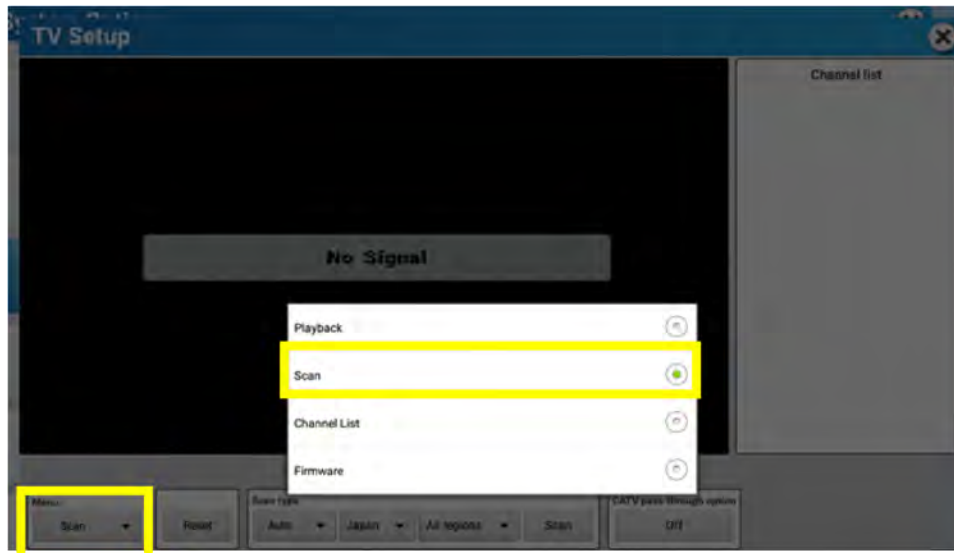 TV Setup
Channel list
No Signal
Playback
Scan
Channel List
Firmware
Menu
Scan
Reset
Scan type
Auto
Japan
All regions
Scan
CATV pass through option
Off